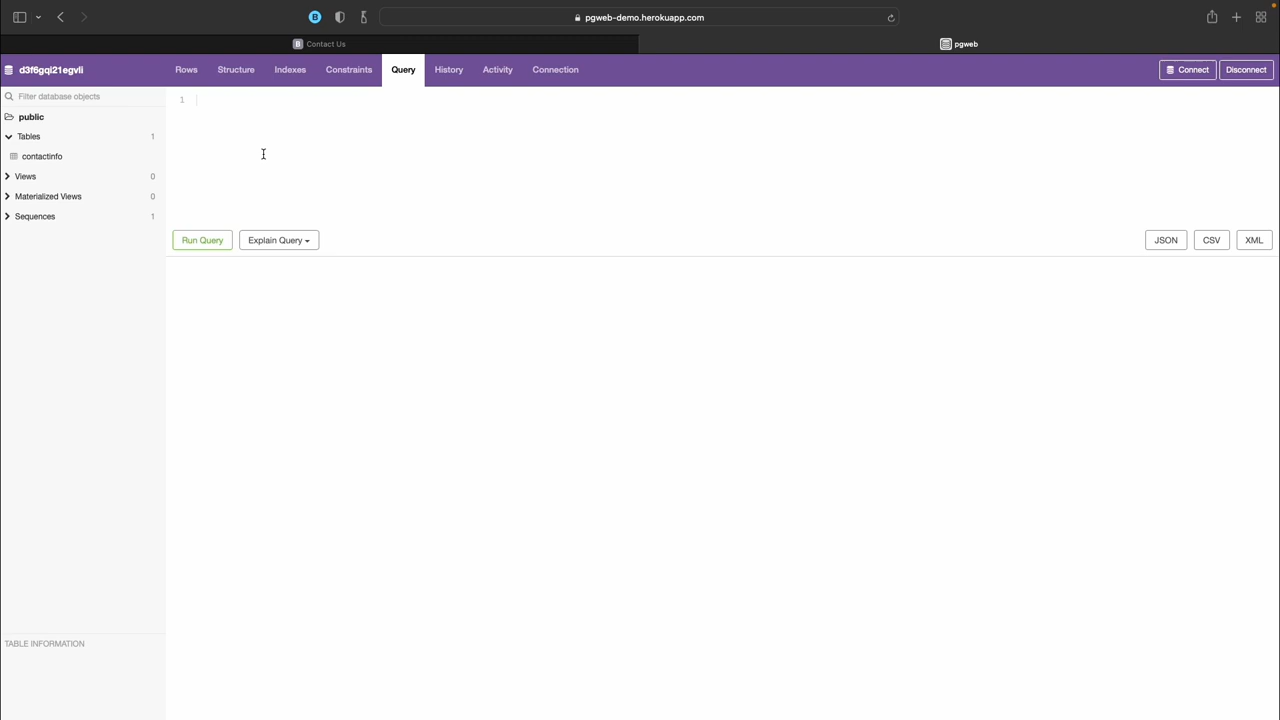 pgweb-demo.herokuapp.com
B Contact Us
pgweb
d3f6gql21egvli
Rows Structure Indexes Constraints Query History Activity Connection
Connect Disconnect
Filter database objects
public
Tables 1
contactinfo
Views 0
Materialized Views 0
Sequences 1
1
Run Query Explain Query
JSON CSV XML
TABLE INFORMATION